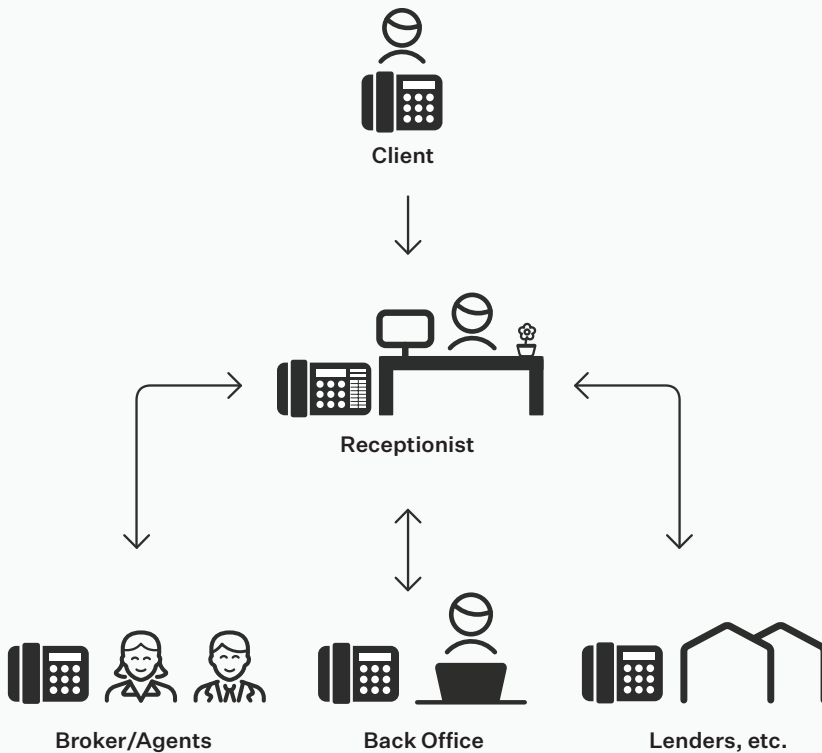 Client
Receptionist
Broker/Agents
Back Office
Lenders, etc.